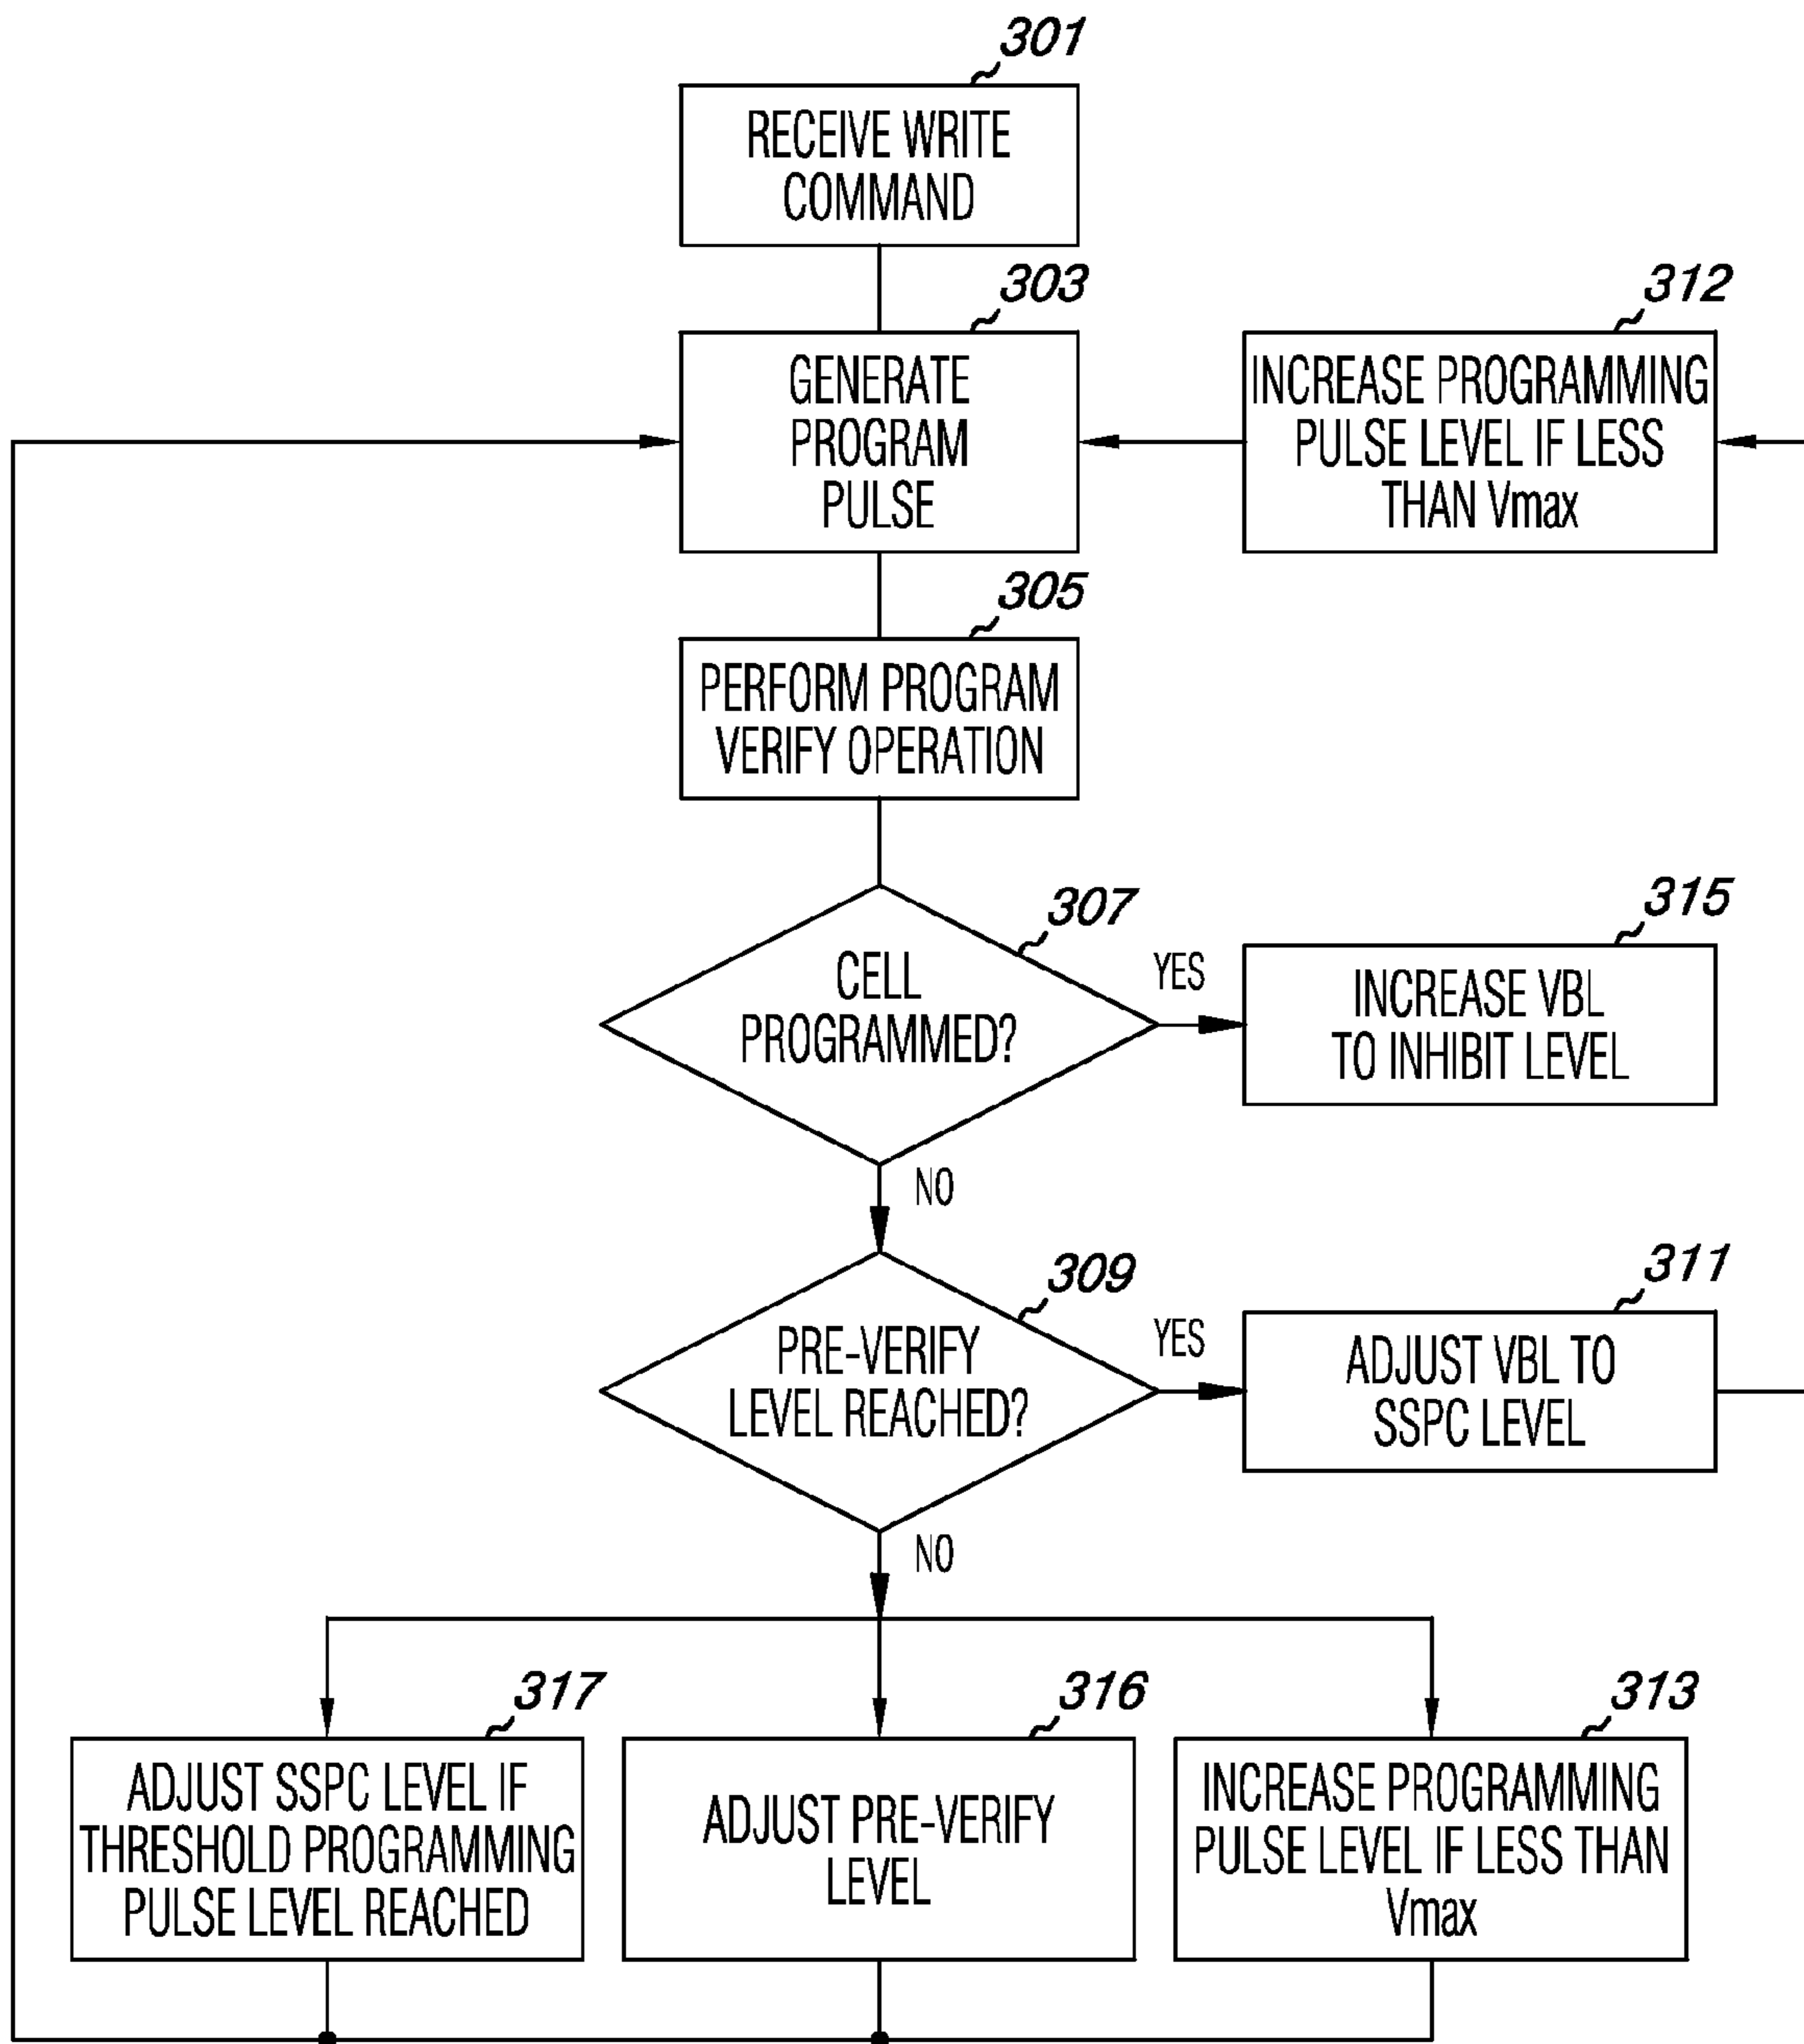 301
RECEIVE WRITE
COMMAND
303
GENERATE
PROGRAM
PULSE
312
INCREASE PROGRAMMING
PULSE LEVEL IF LESS
THAN Vmax
305
PERFORM PROGRAM
VERIFY OPERATION
307
CELL
PROGRAMMED?
YES
315
INCREASE VBL
TO INHIBIT LEVEL
NO
309
PRE-VERIFY
LEVEL REACHED?
YES
311
ADJUST VBL TO
SSPC LEVEL
NO
317
ADJUST SSPC LEVEL IF
THRESHOLD PROGRAMMING
PULSE LEVEL REACHED
316
ADJUST PRE-VERIFY
LEVEL
313
INCREASE PROGRAMMING
PULSE LEVEL IF LESS THAN
Vmax